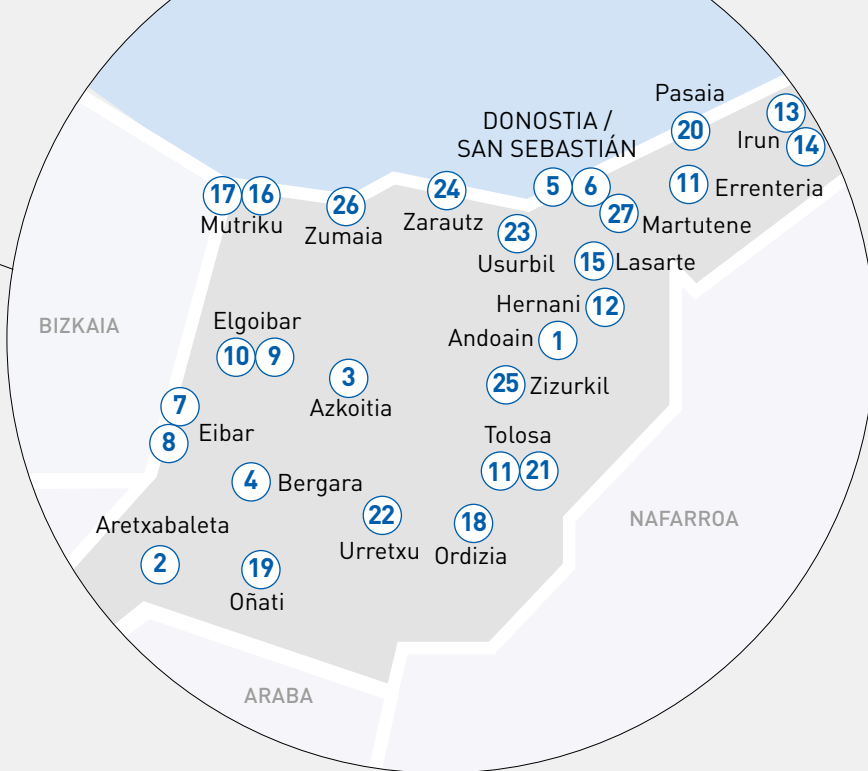 Pasaia
13
DONOSTIA /
SAN SEBASTIÁN
20
Irun
14
17 16
Mutriku
26
Zumaia
24
Zarautz
5 6
11 Errenteria
27
Martutene
23
Usurbil
15 Lasarte
Hernani 12
BIZKAIA
Elgoibar
10 9
Andoain 1
3
Azkoitia
25 Zizurkil
7
8
Eibar
Tolosa
11 21
4 Bergara
22
Urretxu
18
Ordizia
NAFARROA
Aretxabaleta
2
19
Oñati
ARABA